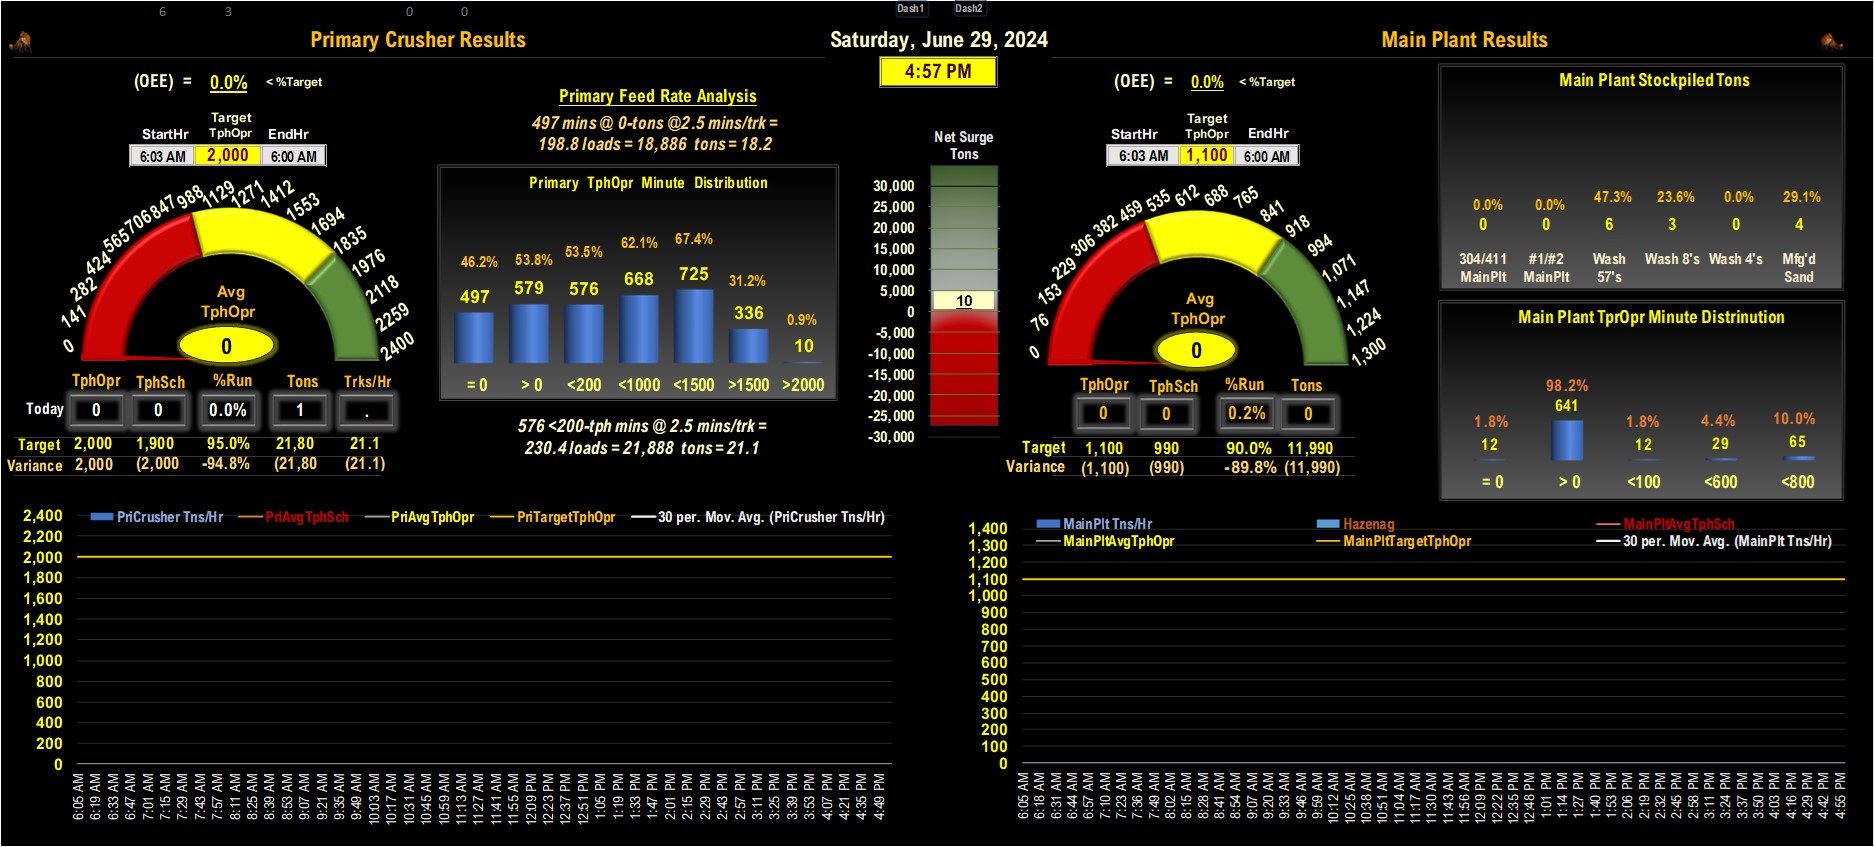 6 3 0 0 Dash1 Dash2
Primary Crusher Results
Saturday, June 29, 2024
Main Plant Results
4:57 PM
(OEE) = 0.0% < %Target
Target
StartHr TphOpr EndHr
6:03 AM 2,000 6:00 AM
0 141 282 424 565 706 847 988 1129 1271 1412 1553 1694 1835 1976 2118 2259 2400
Avg
TphOpr
0
TphOpr TphSch %Run Tons Trks/Hr
Today 0 0 0.0% 1 .
Target 2,000 1,900 95.0% 21,80 21.1
Variance 2,000 (2,000 -94.8% (21,80 (21.1)
Primary Feed Rate Analysis
497 mins @ 0-tons @2.5 mins/trk =
198.8 loads = 18,886 tons = 18.2
Primary TphOpr Minute Distribution
46.2% 53.8% 53.5% 62.1% 67.4% 31.2% 0.9%
497 579 576 668 725 336 10
= 0 > 0 <200 <1000 <1500 >1500 >2000
576 <200-tph mins @ 2.5 mins/trk =
230.4 loads = 21,888 tons = 21.1
Net Surge
Tons
30,000
25,000
20,000
15,000
10,000
5,000
10
0
-5,000
-10,000
-15,000
-20,000
-25,000
-30,000
(OEE) = 0.0% < %Target
Target
StartHr TphOpr EndHr
6:03 AM 1,100 6:00 AM
0 76 153 229 306 382 459 535 612 688 765 841 918 994 1,071 1,147 1,224 1,300
Avg
TphOpr
0
TphOpr TphSch %Run Tons
0 0 0.2% 0
Target 1,100 990 90.0% 11,990
Variance (1,100) (990) -89.8% (11,990)
Main Plant Stockpiled Tons
0.0% 0.0% 47.3% 23.6% 0.0% 29.1%
0 0 6 3 0 4
304/411 #1/#2 Wash Wash 8's Wash 4's Mfg'd
MainPlt MainPlt 57's Sand
Main Plant TprOpr Minute Distrinution
1.8% 98.2% 1.8% 4.4% 10.0%
12 641 12 29 65
= 0 > 0 <100 <600 <800
PriCrusher Tns/Hr PriAvgTphSch PriAvgTphOpr PriTargetTphOpr 30 per. Mov. Avg. (PriCrusher Tns/Hr)
2,400
2,200
2,000
1,800
1,600
1,400
1,200
1,000
800
600
400
200
0
6:05 AM 6:19 AM 6:33 AM 6:47 AM 7:01 AM 7:15 AM 7:29 AM 7:43 AM 7:57 AM 8:11 AM 8:25 AM 8:39 AM 8:53 AM 9:07 AM 9:21 AM 9:35 AM 9:49 AM 10:03 AM 10:17 AM 10:31 AM 10:45 AM 10:59 AM 11:13 AM 11:27 AM 11:41 AM 11:55 AM 12:09 PM 12:23 PM 12:37 PM 12:51 PM 1:05 PM 1:19 PM 1:33 PM 1:47 PM 2:01 PM 2:15 PM 2:29 PM 2:43 PM 2:57 PM 3:11 PM 3:25 PM 3:39 PM 3:53 PM 4:07 PM 4:21 PM 4:35 PM 4:49 PM
MainPlt Tns/Hr Hazenag MainPltAvgTphSch
MainPltAvgTphOpr MainPltTargetTphOpr 30 per. Mov. Avg. (MainPlt Tns/Hr)
1,400
1,300
1,200
1,100
1,000
900
800
700
600
500
400
300
200
100
0
6:05 AM 6:18 AM 6:31 AM 6:44 AM 6:57 AM 7:10 AM 7:23 AM 7:36 AM 7:49 AM 8:02 AM 8:15 AM 8:28 AM 8:41 AM 8:54 AM 9:07 AM 9:20 AM 9:33 AM 9:46 AM 9:59 AM 10:12 AM 10:25 AM 10:38 AM 10:51 AM 11:04 AM 11:17 AM 11:30 AM 11:43 AM 11:56 AM 12:09 PM 12:22 PM 12:35 PM 12:48 PM 1:01 PM 1:14 PM 1:27 PM 1:40 PM 1:53 PM 2:06 PM 2:19 PM 2:32 PM 2:45 PM 2:58 PM 3:11 PM 3:24 PM 3:37 PM 3:50 PM 4:03 PM 4:16 PM 4:29 PM 4:42 PM 4:55 PM